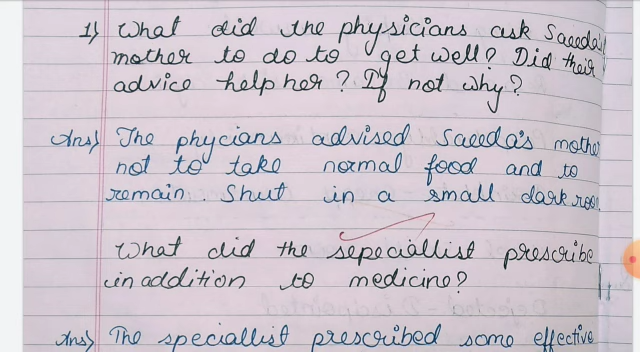 1) What did the physicians ask Saeeda's
mother to do to get well? Did their
advice help her? If not why?
Ans) The phycians advised Saeeda's mother
not to take normal food and to
remain. Shut in a small dark room
What did the sepeciallist prescribe
in addition to medicine?
Ans) The speciallist prescribed some effective